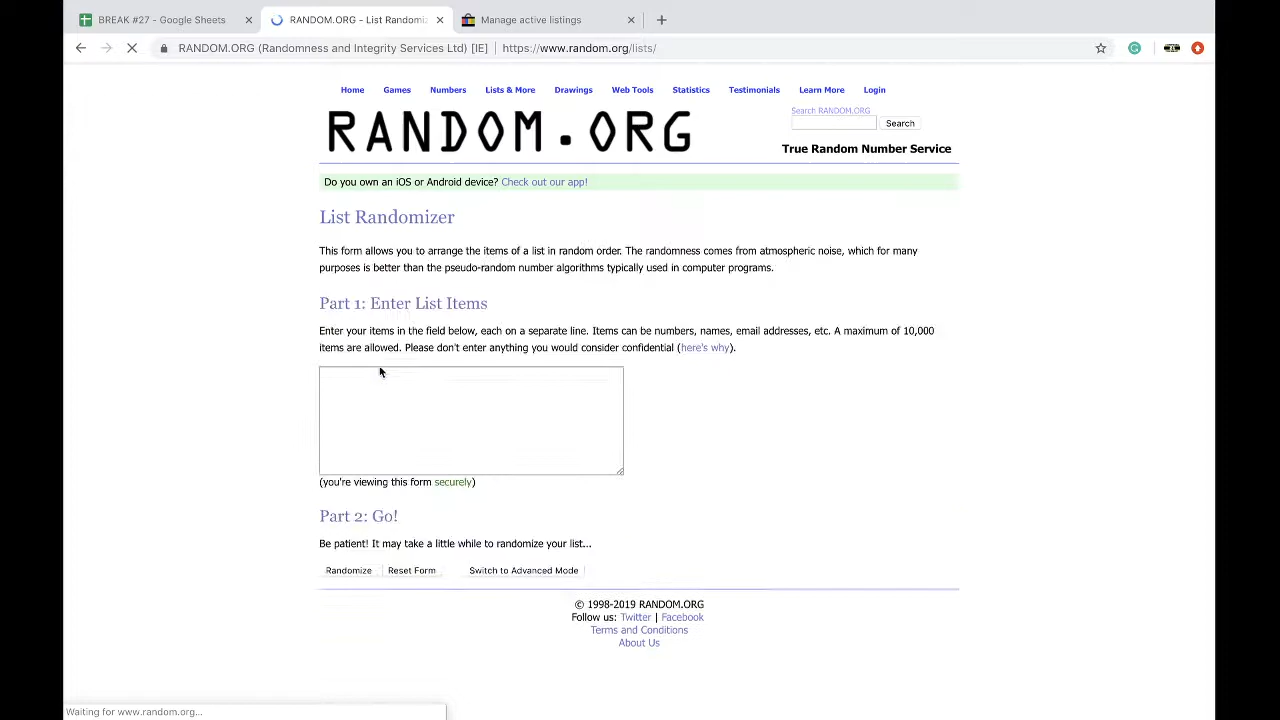 BREAK #27 - Google Sheets
RANDOM.ORG - List Randomiz
Manage active listings
RANDOM.ORG (Randomness and Integrity Services Ltd) [IE] | https://www.random.org/lists/
Home Games Numbers Lists & More Drawings Web Tools Statistics Testimonials Learn More Login
RANDOM.ORG
Search RANDOM.ORG
Search
True Random Number Service
Do you own an iOS or Android device? Check out our app!
List Randomizer
This form allows you to arrange the items of a list in random order. The randomness comes from atmospheric noise, which for many
purposes is better than the pseudo-random number algorithms typically used in computer programs.
Part 1: Enter List Items
Enter your items in the field below, each on a separate line. Items can be numbers, names, email addresses, etc. A maximum of 10,000
items are allowed. Please don't enter anything you would consider confidential (here's why).
(you're viewing this form securely)
Part 2: Go!
Be patient! It may take a little while to randomize your list...
Randomize Reset Form Switch to Advanced Mode
© 1998-2019 RANDOM.ORG
Follow us: Twitter | Facebook
Terms and Conditions
About Us
Waiting for www.random.org...